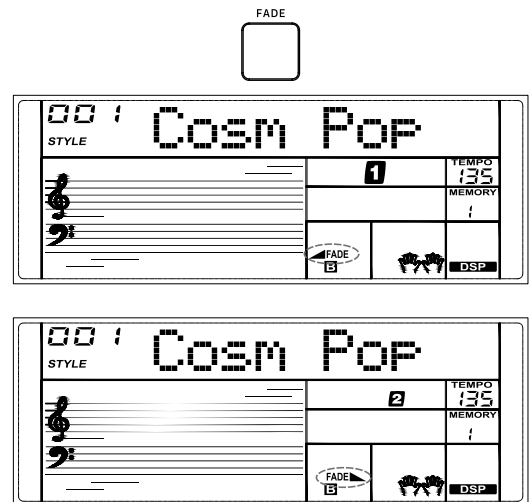 FADE
001 Cosm Pop
STYLE
1
TEMPO
135
MEMORY
1
FADE
B
DSP
001 Cosm Pop
STYLE
2
TEMPO
135
MEMORY
1
FADE
B
DSP